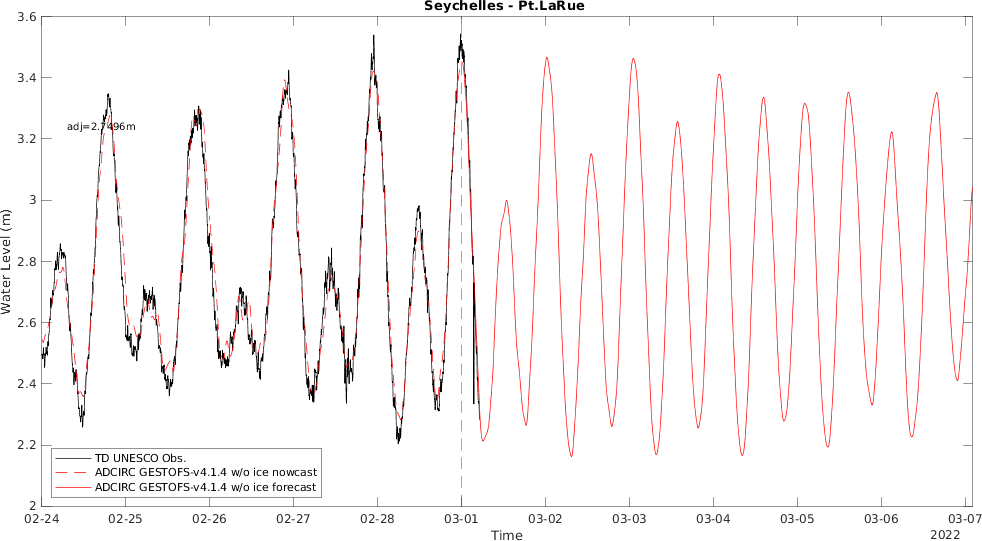 Seychelles - Pt.LaRue
3.6
3.4
3.2
3
2.8
2.6
2.4
2.2
2
Water Level (m)
adj=2.7496m
TD UNESCO Obs.
ADCIRC GESTOFS-v4.1.4 w/o ice nowcast
ADCIRC GESTOFS-v4.1.4 w/o ice forecast
02-24 02-25 02-26 02-27 02-28 03-01 03-02 03-03 03-04 03-05 03-06 03-07
Time
2022